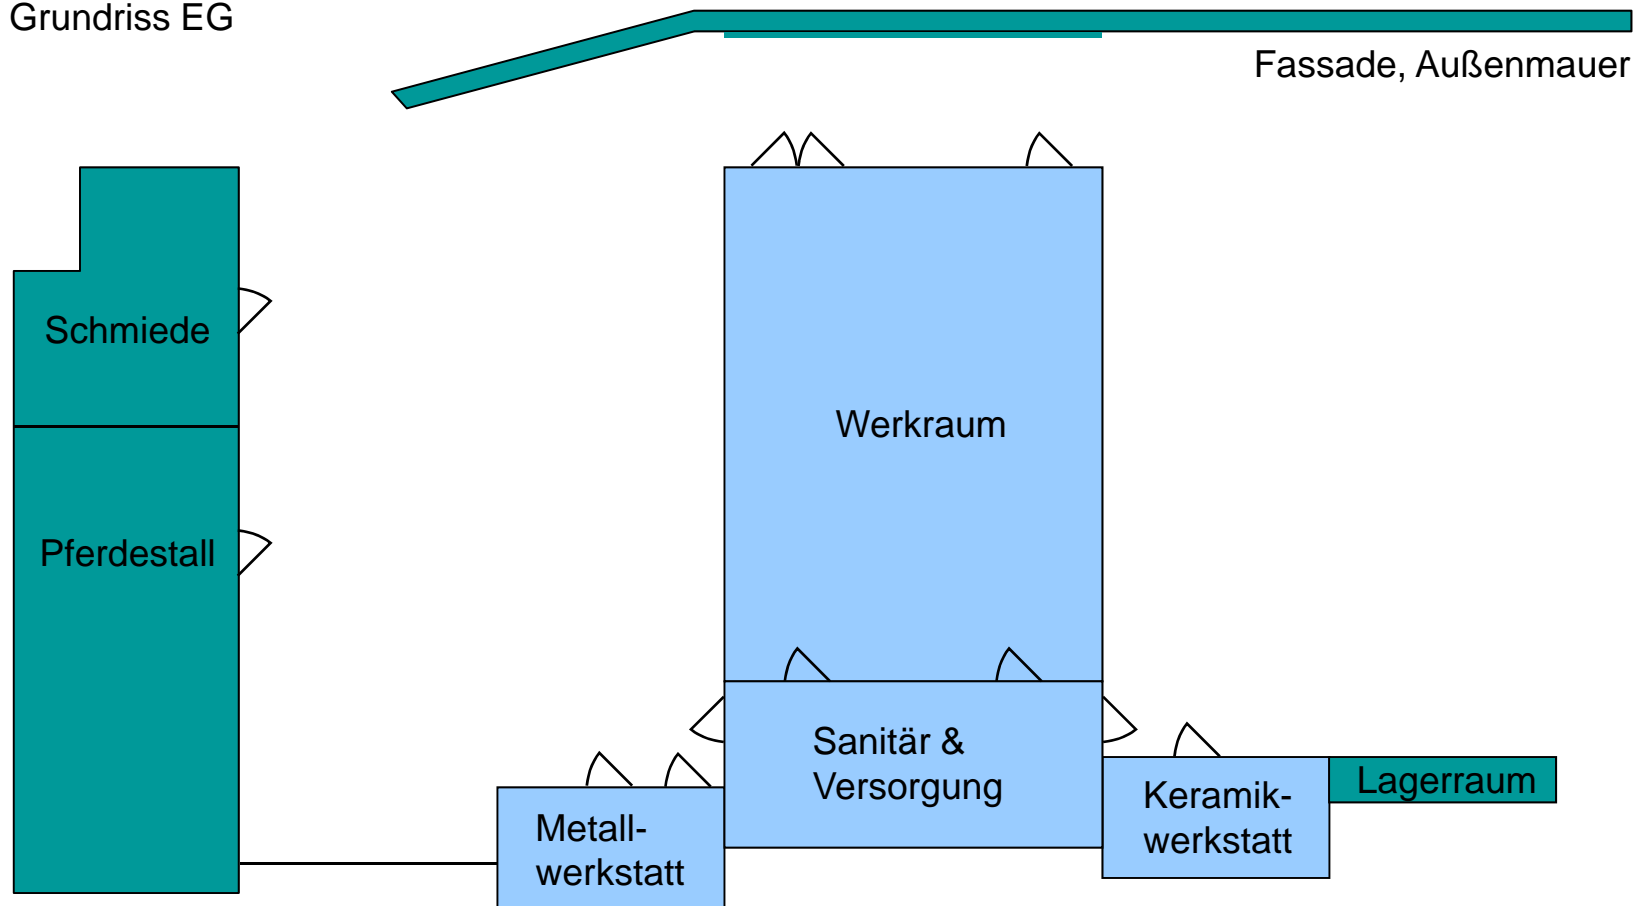 Grundriss EG
Fassade, Außenmauer
Schmiede
Werkraum
Pferdestall
Sanitär &
Versorgung
Lagerraum
Keramik-
werkstatt
Metall-
werkstatt